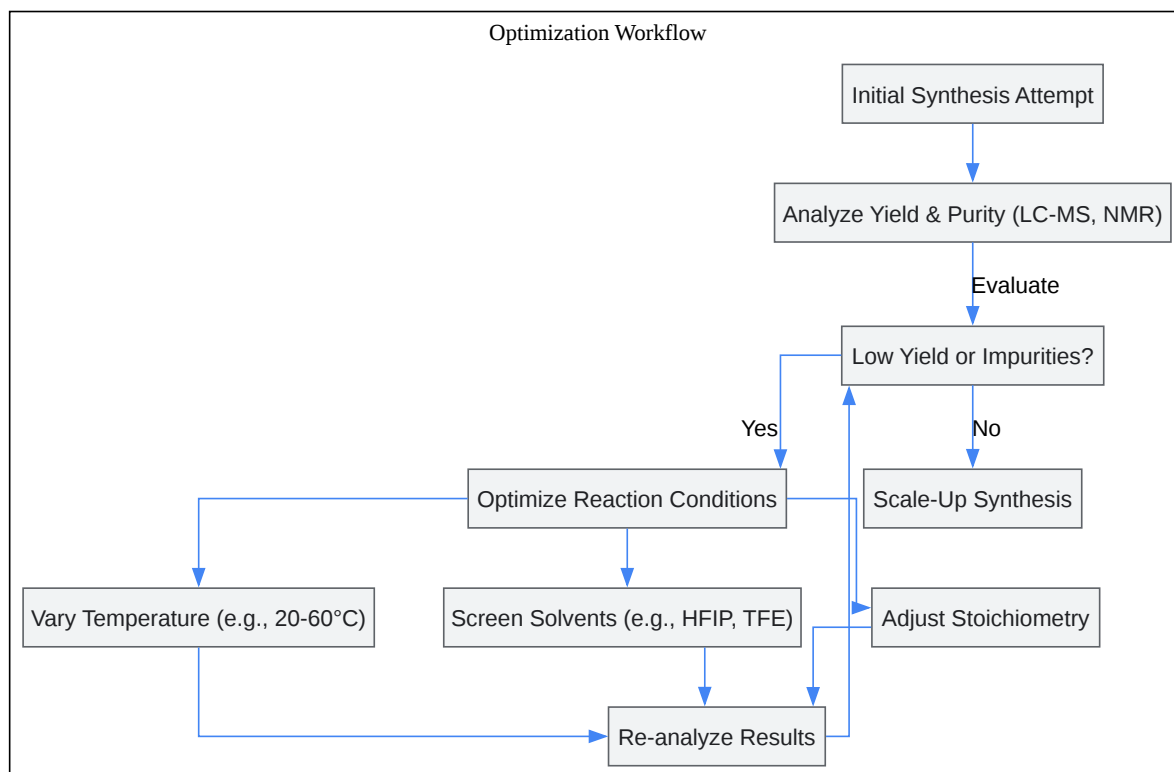 Optimization Workflow
Initial Synthesis Attempt
Analyze Yield & Purity (LC-MS, NMR)
Evaluate
Low Yield or Impurities?
Yes
No
Optimize Reaction Conditions
Scale-Up Synthesis
Vary Temperature (e.g., 20-60°C)
Screen Solvents (e.g., HFIP, TFE)
Adjust Stoichiometry
Re-analyze Results